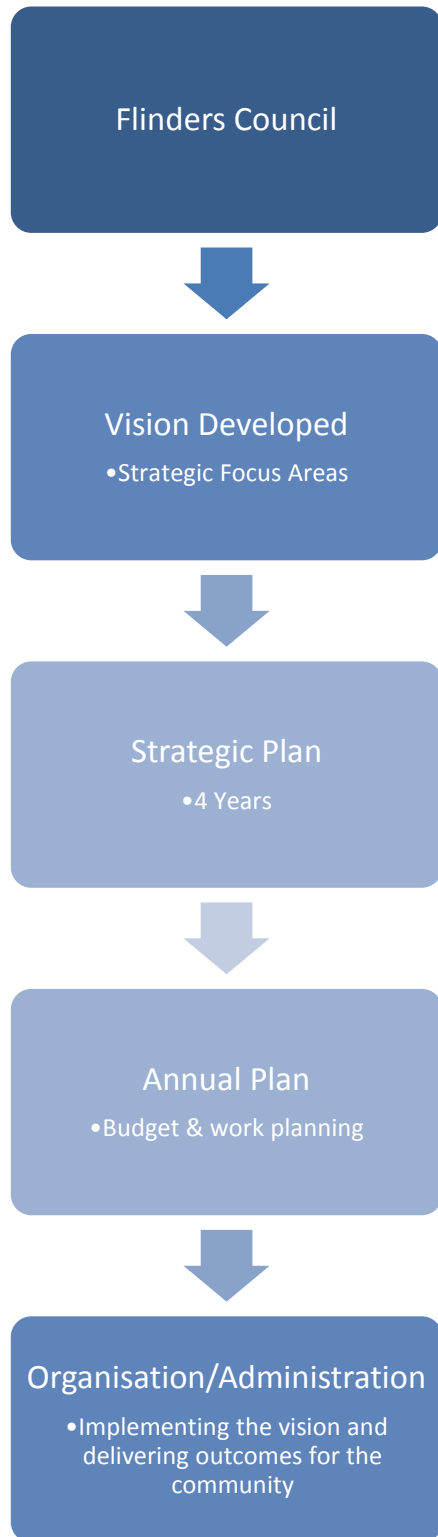 Flinders Council
Vision Developed
•Strategic Focus Areas
Strategic Plan
•4 Years
Annual Plan
•Budget & work planning
Organisation/Administration
•Implementing the vision and
delivering outcomes for the
community